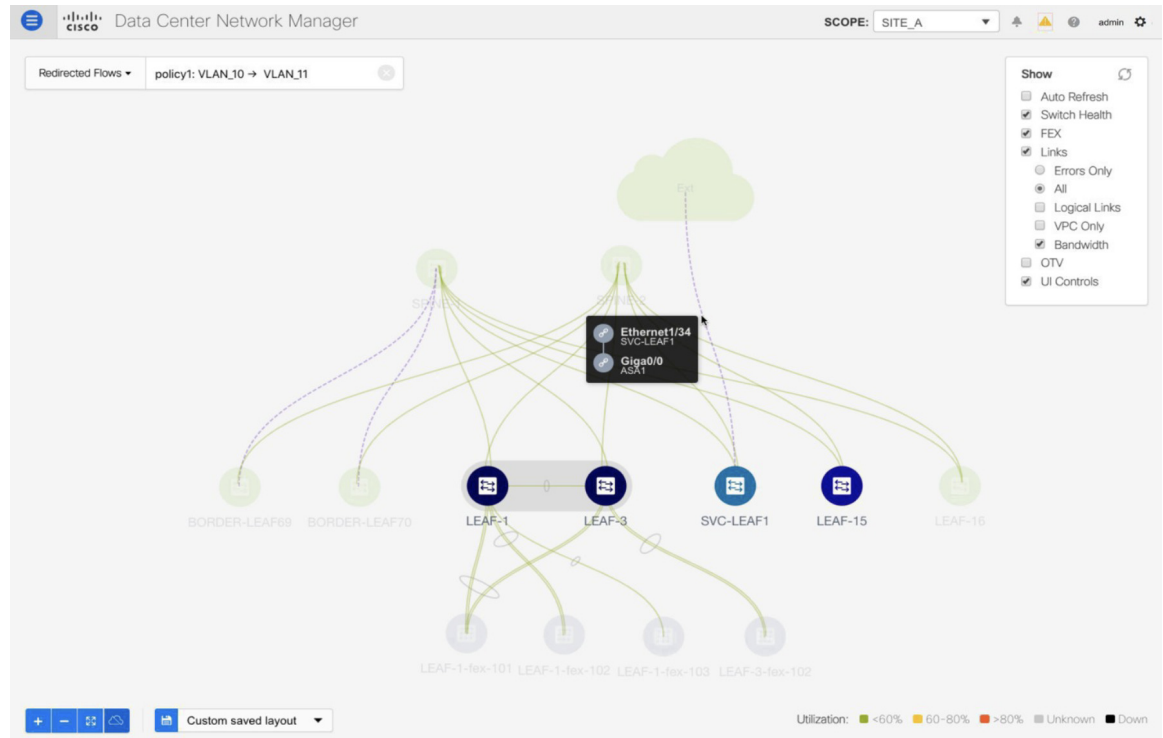 CISCO Data Center Network Manager
SCOPE: SITE_A
admin
Redirected Flows
policy1: VLAN_10 → VLAN_11
Show
Auto Refresh
Switch Health
FEX
Links
Errors Only
All
Logical Links
VPC Only
Bandwidth
OTV
UI Controls
Ext
SPINE-2
Ethernet1/34
SVC-LEAF1
Giga0/0
ASA1
BORDER-LEAF69
BORDER-LEAF70
LEAF-1
LEAF-3
SVC-LEAF1
LEAF-15
LEAF-16
LEAF-1-fex-101
LEAF-1-fex-102
LEAF-1-fex-103
LEAF-3-fex-102
Custom saved layout
Utilization: <60% 60-80% >80% Unknown Down